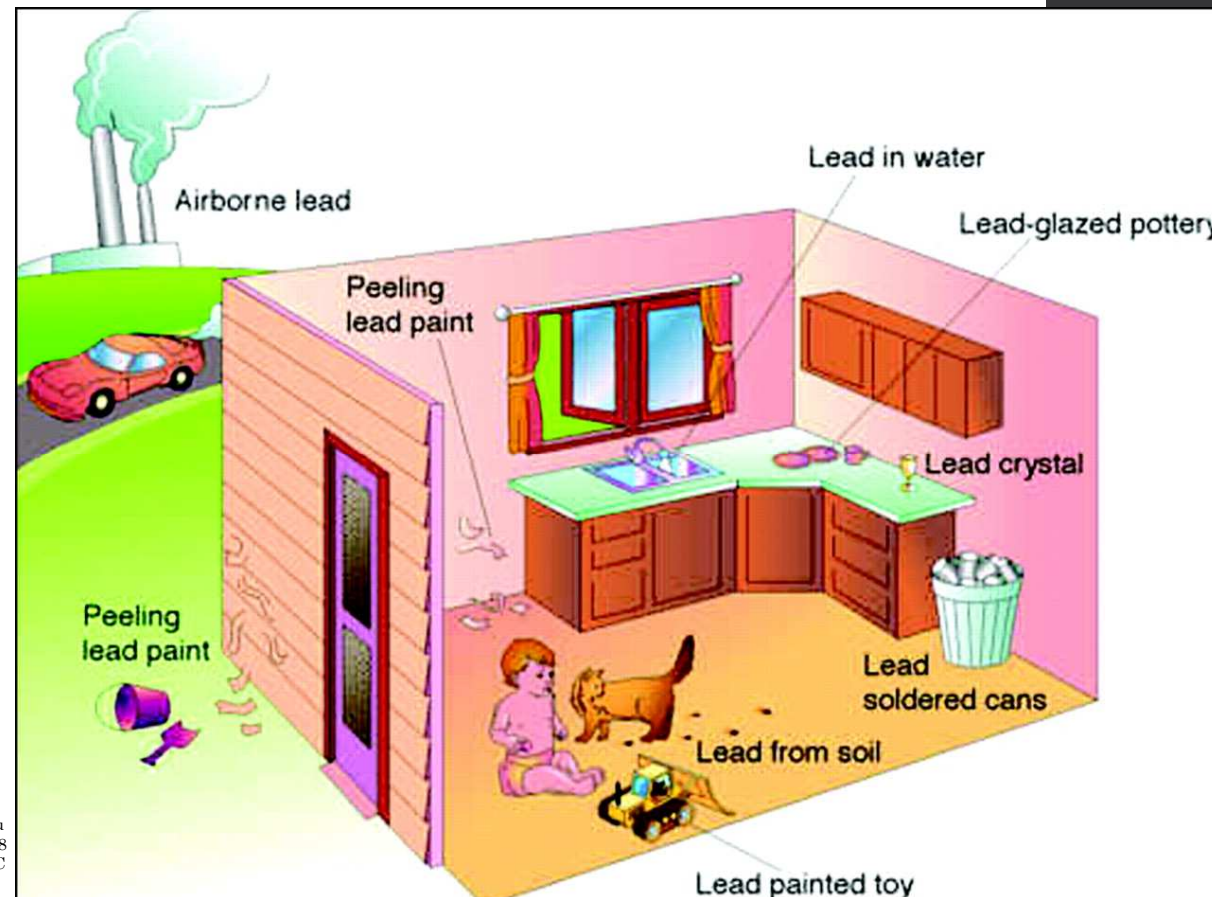 Airborne lead
Lead in water
Lead-glazed pottery
Peeling
lead paint
Lead crystal
Peeling
lead paint
Lead
soldered cans
Lead from soil
Lead painted toy
8
C